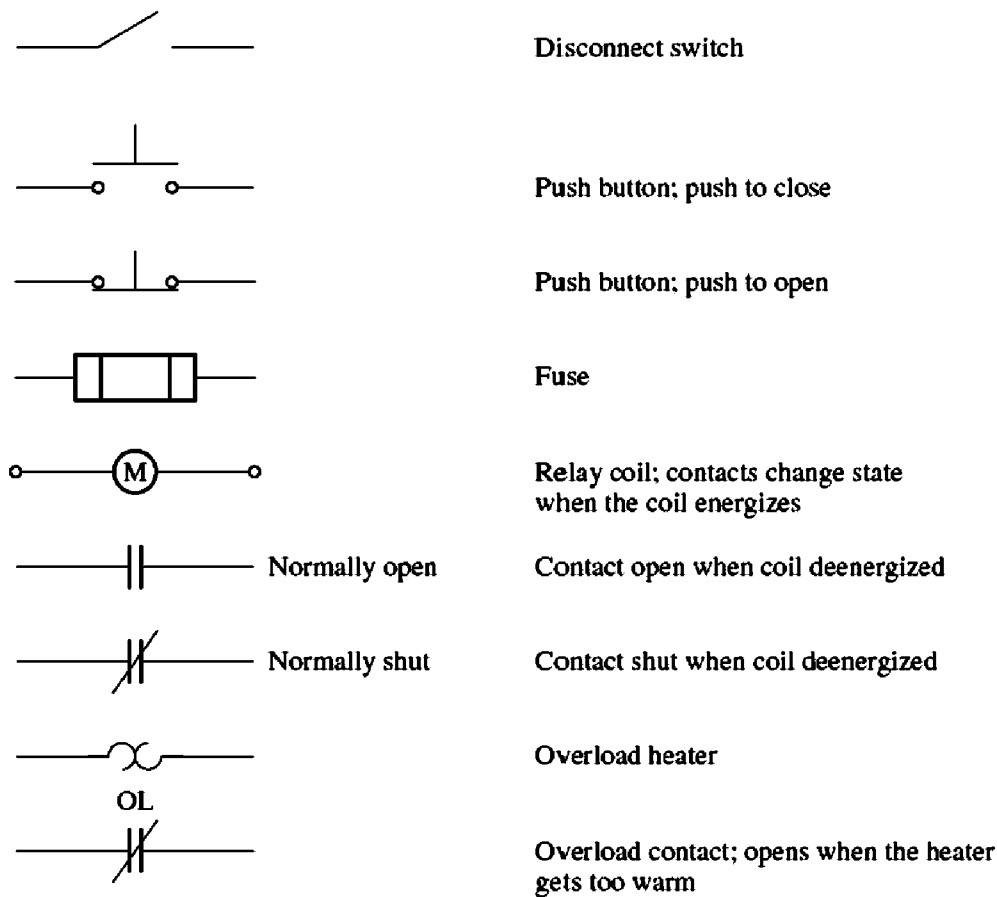 Disconnect switch
Push button; push to close
Push button; push to open
Fuse
M
Relay coil; contacts change state
when the coil energizes
Normally open
Contact open when coil deenergized
Normally shut
Contact shut when coil deenergized
Overload heater
OL
Overload contact; opens when the heater
gets too warm